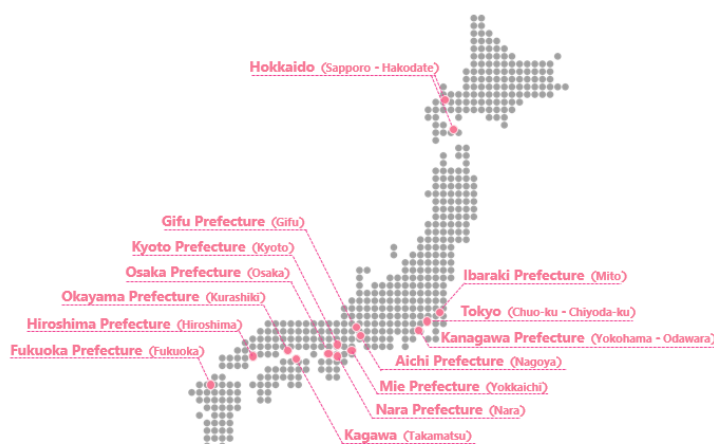 Hokkaido (Sapporo - Hakodate)
Gifu Prefecture (Gifu)
Kyoto Prefecture (Kyoto)
Osaka Prefecture (Osaka)
Ibaraki Prefecture (Mito)
Okayama Prefecture (Kurashiki)
Tokyo (Chuo-ku - Chiyoda-ku)
Hiroshima Prefecture (Hiroshima)
Kanagawa Prefecture (Yokohama - Odawara)
Fukuoka Prefecture (Fukuoka)
Aichi Prefecture (Nagoya)
Mie Prefecture (Yokkaichi)
Nara Prefecture (Nara)
Kagawa (Takamatsu)